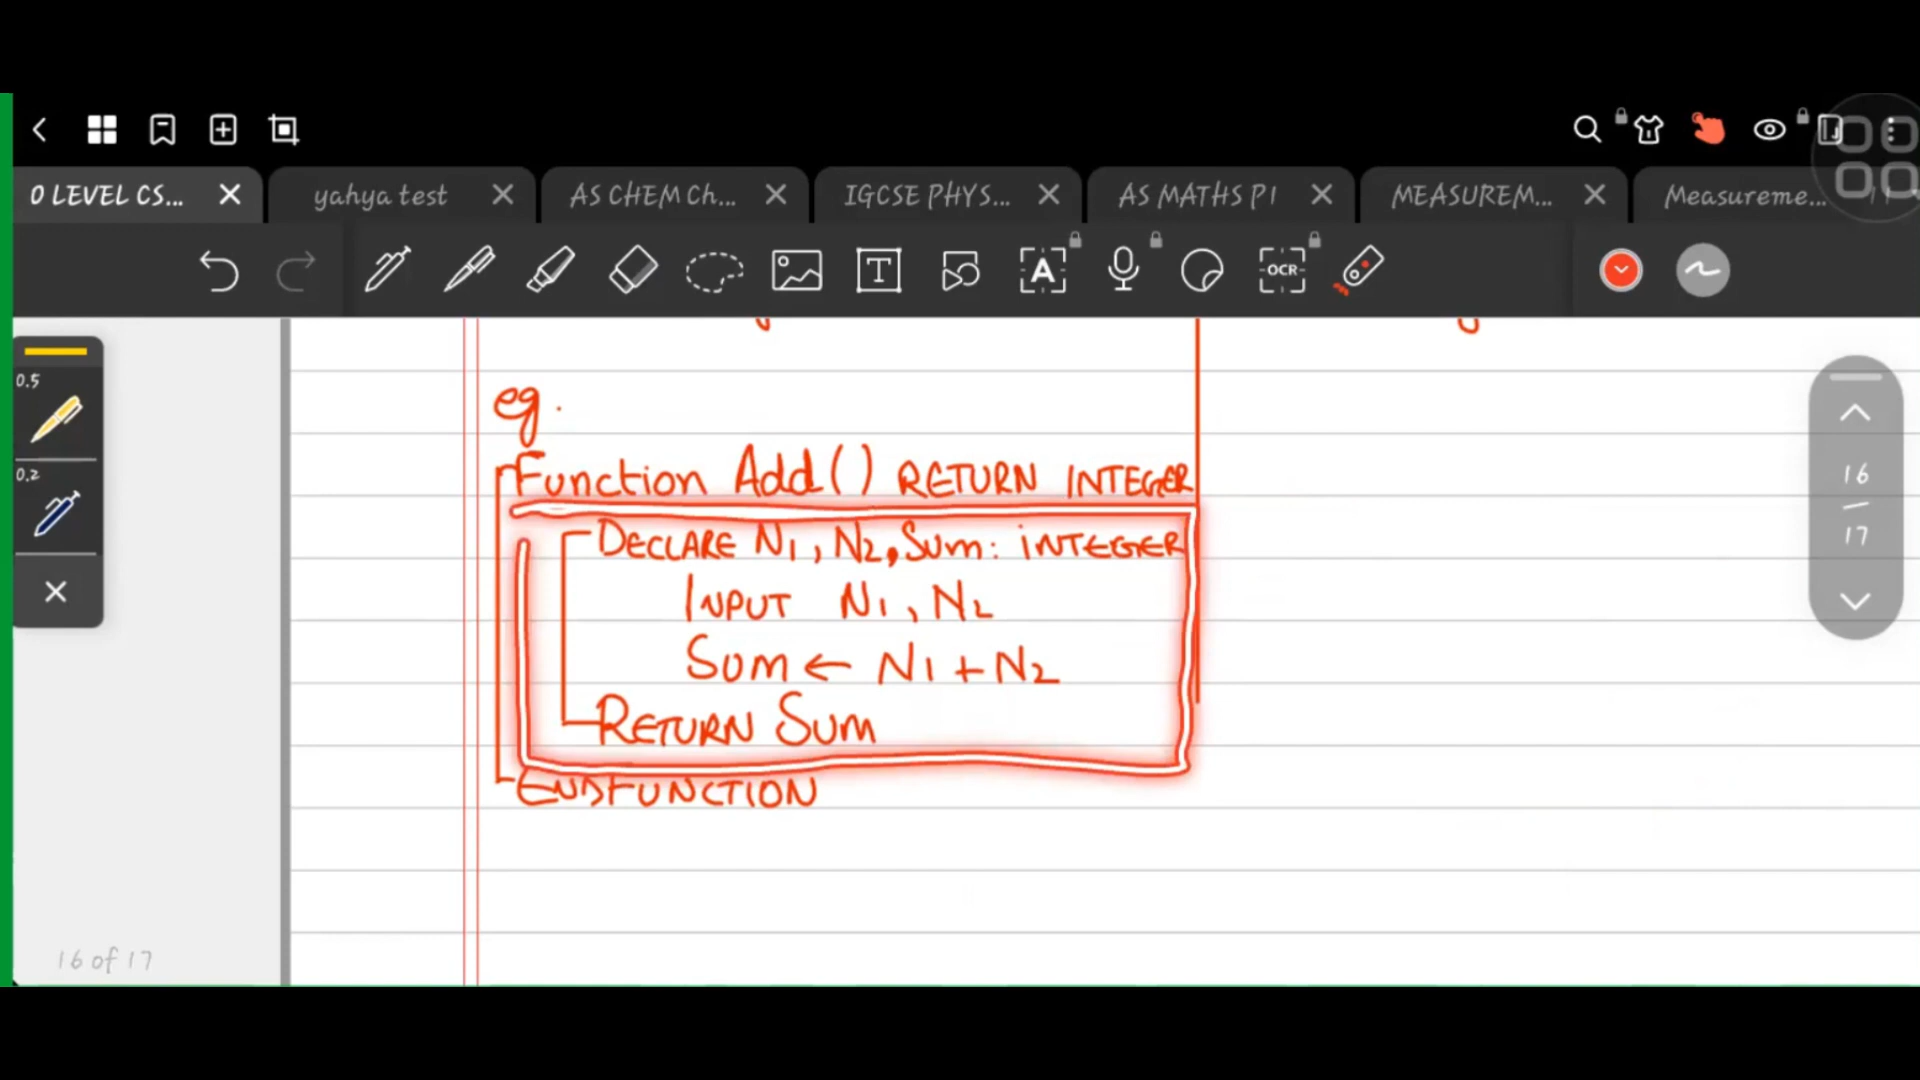 0 LEVEL CS...
yahya test
AS CHEM Ch...
IGCSE PHYS...
AS MATHS P1
MEASUREM...
Measureme...
T
A
OCR
0.5
0.2
eg.
Function Add() RETURN INTEGER
DECLARE N1, N2, Sum: INTEGER
INPUT N1, N2
Sum ← N1 + N2
RETURN Sum
ENDFUNCTION
16
17
16 of 17